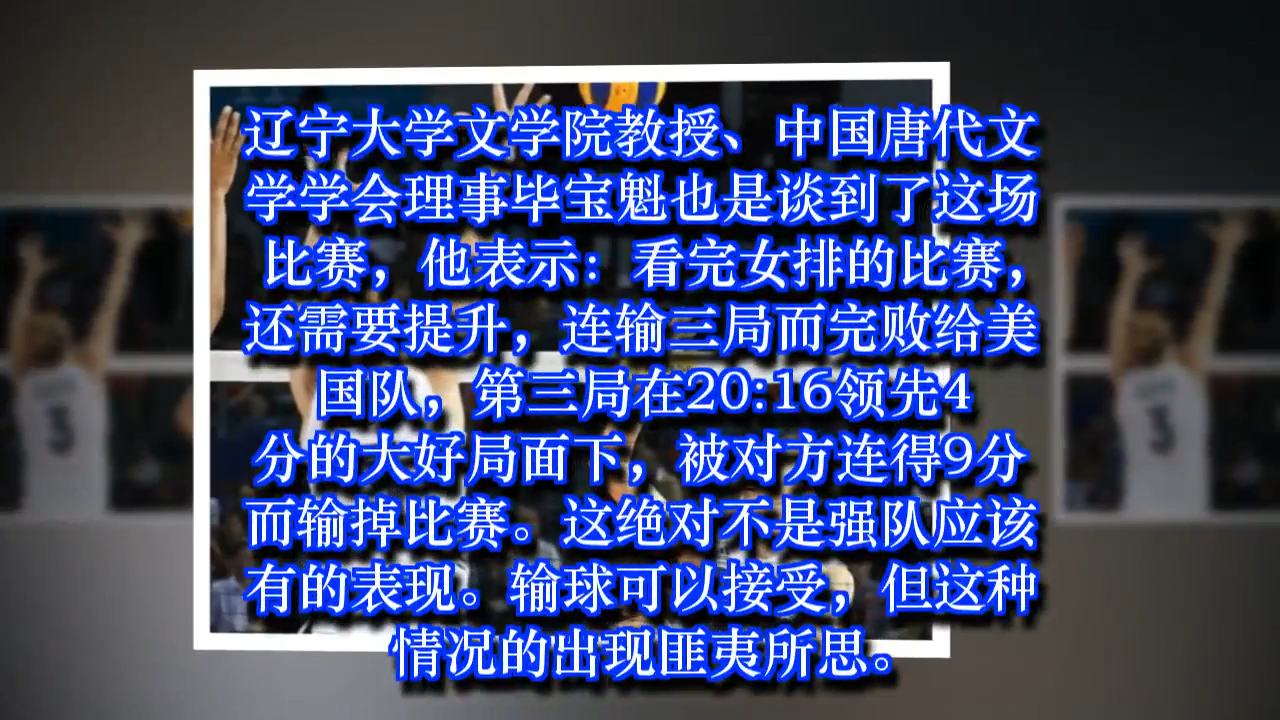 辽宁大学文学院教授、中国唐代文
学学会理事毕宝魁也是谈到了这场
比赛，他表示：看完女排的比赛，
还需要提升，连输三局而完败给美
国队，第三局在20:16领先4
分的大好局面下，被对方连得9分
而输掉比赛。这绝对不是强队应该
有的表现。输球可以接受，但这种
情况的出现匪夷所思。
3
3